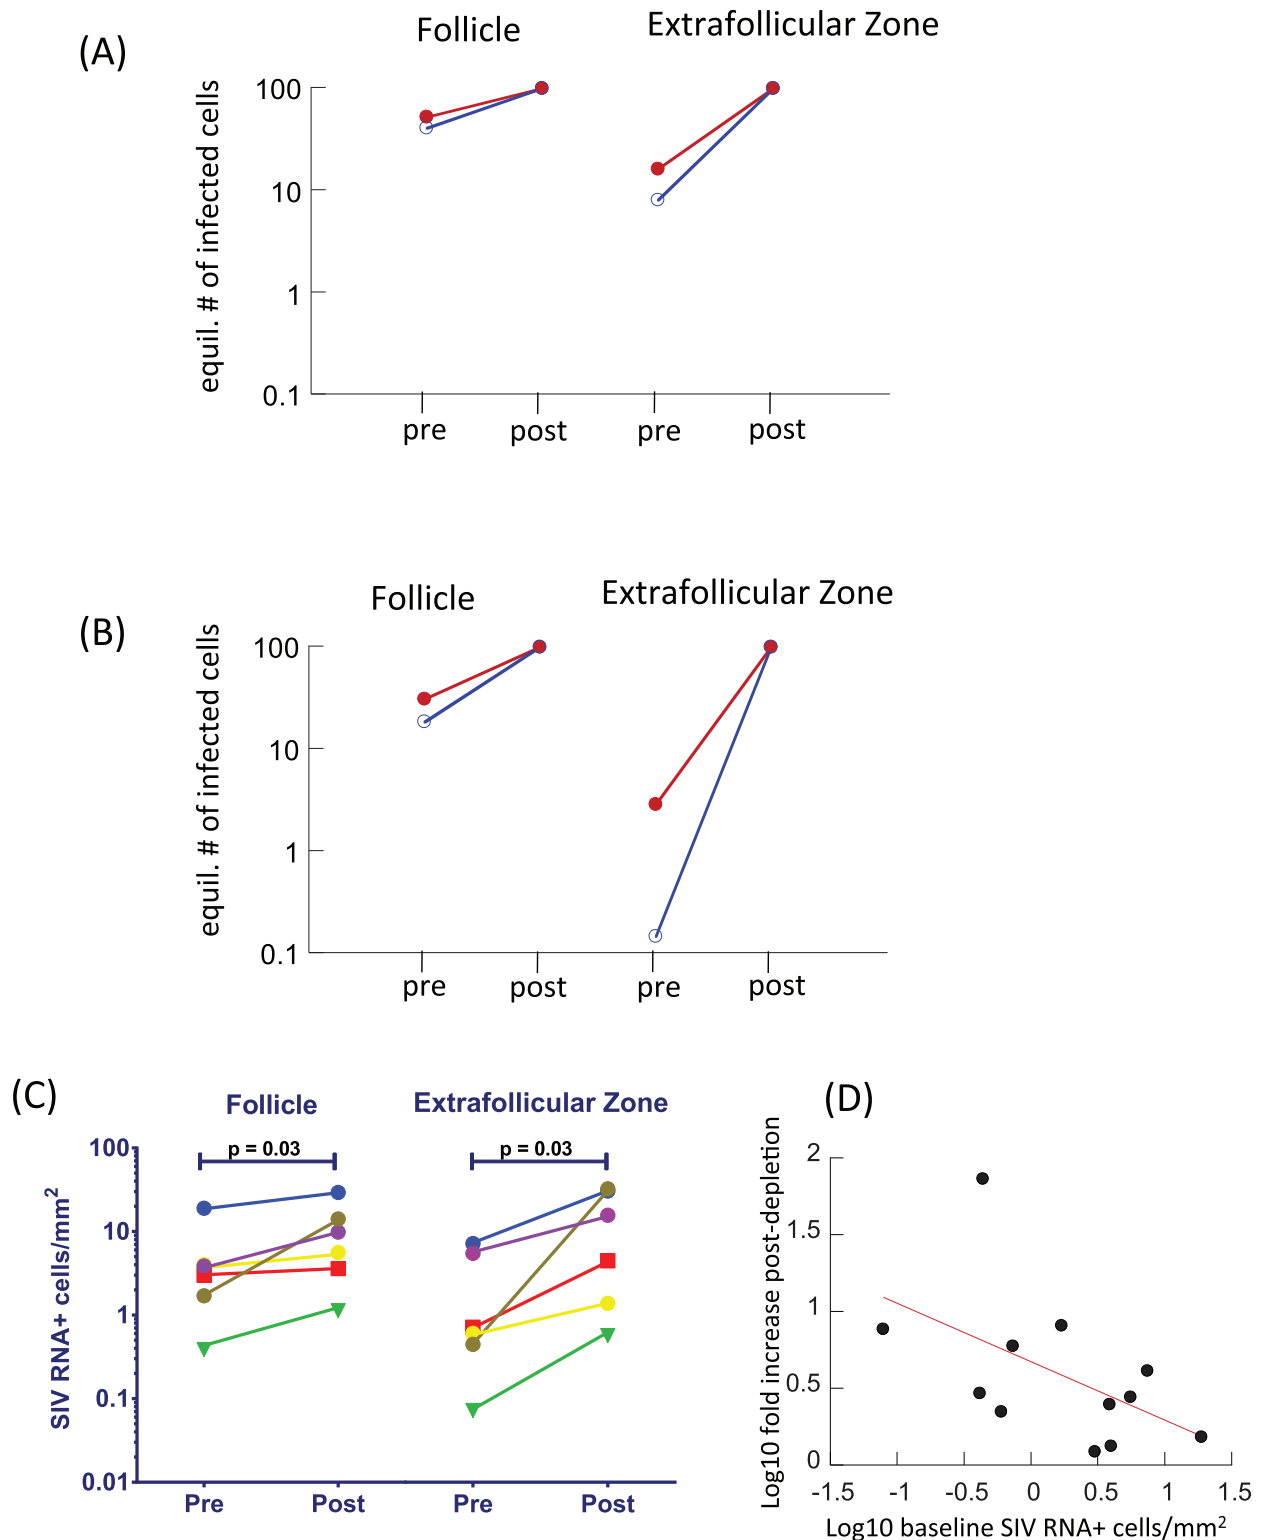 (A)
Follicle
Extrafollicular Zone
equil. # of infected cells
100
10
1
0.1
pre
post
pre
post
(B)
Follicle
Extrafollicular Zone
equil. # of infected cells
100
10
1
0.1
pre
post
pre
post
(C)
Follicle
Extrafollicular Zone
SIV RNA+ cells/mm²
100
10
1
0.1
0.01
p = 0.03
p = 0.03
Pre
Post
Pre
Post
(D)
Log10 fold increase post-depletion
2
1.5
1
0.5
0
-1.5
-1
-0.5
0
0.5
1
1.5
Log10 baseline SIV RNA+ cells/mm²